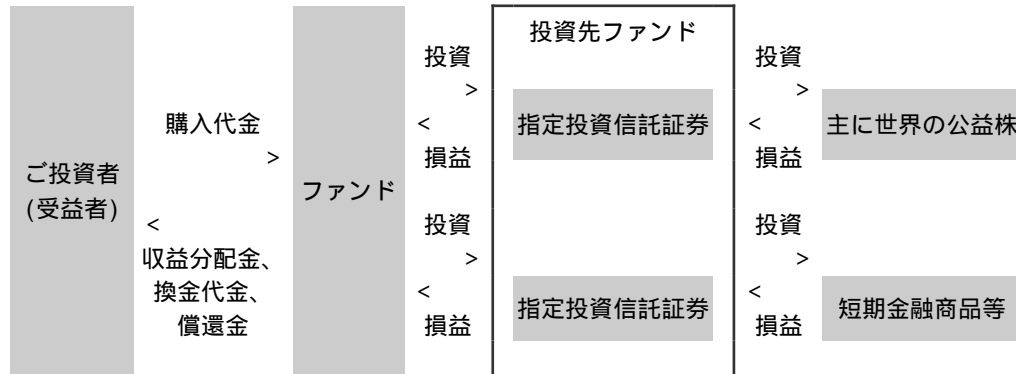 投資先ファンド
投資
>
投資
>
購入代金
>
<
指定投資信託証券
<
主に世界の公益株
損益
損益
ご投資者
(受益者)
ファンド
<
収益分配金、
換金代金、
償還金
投資
>
投資
>
<
指定投資信託証券
<
短期金融商品等
損益
損益